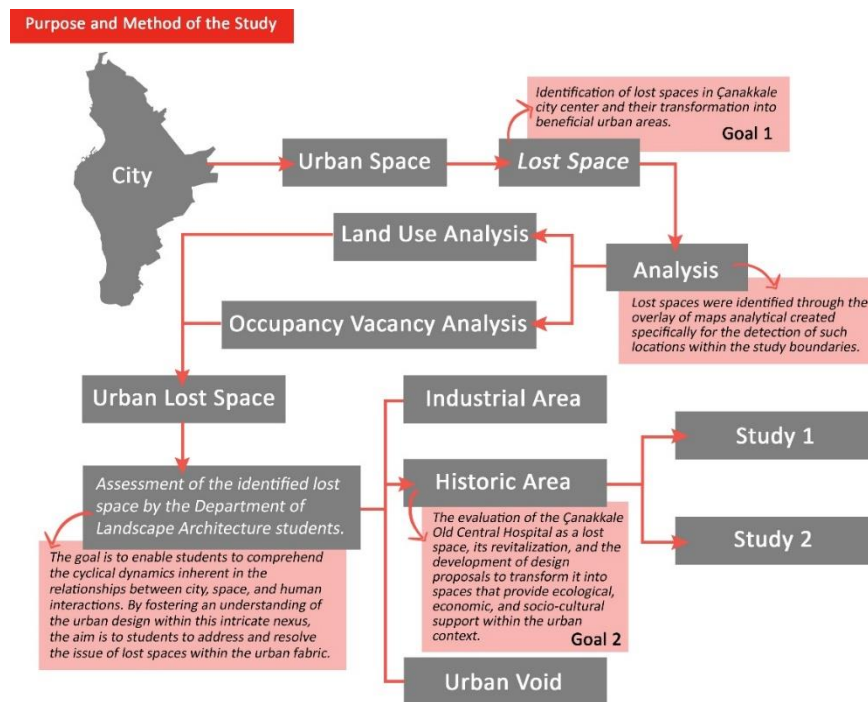 Purpose and Method of the Study
City
Urban Space
Lost Space
Identification of lost spaces in Çanakkale
city center and their transformation into
beneficial urban areas.
Goal 1
Land Use Analysis
Analysis
Lost spaces were identified through the
overlay of maps analytical created
specifically for the detection of such
locations within the study boundaries.
Occupancy Vacancy Analysis
Urban Lost Space
Assessment of the identified lost
space by the Department of
Landscape Architecture students.
The goal is to enable students to comprehend
the cyclical dynamics inherent in the
relationships between city, space, and human
interactions. By fostering an understanding of
the urban design within this intricate nexus,
the aim is to students to address and resolve
the issue of lost spaces within the urban fabric.
Industrial Area
Historic Area
The evaluation of the Çanakkale
Old Central Hospital as a lost
space, its revitalization, and the
development of design
proposals to transform it into
spaces that provide ecological,
economic, and socio-cultural
support within the urban
context.
Goal 2
Urban Void
Study 1
Study 2